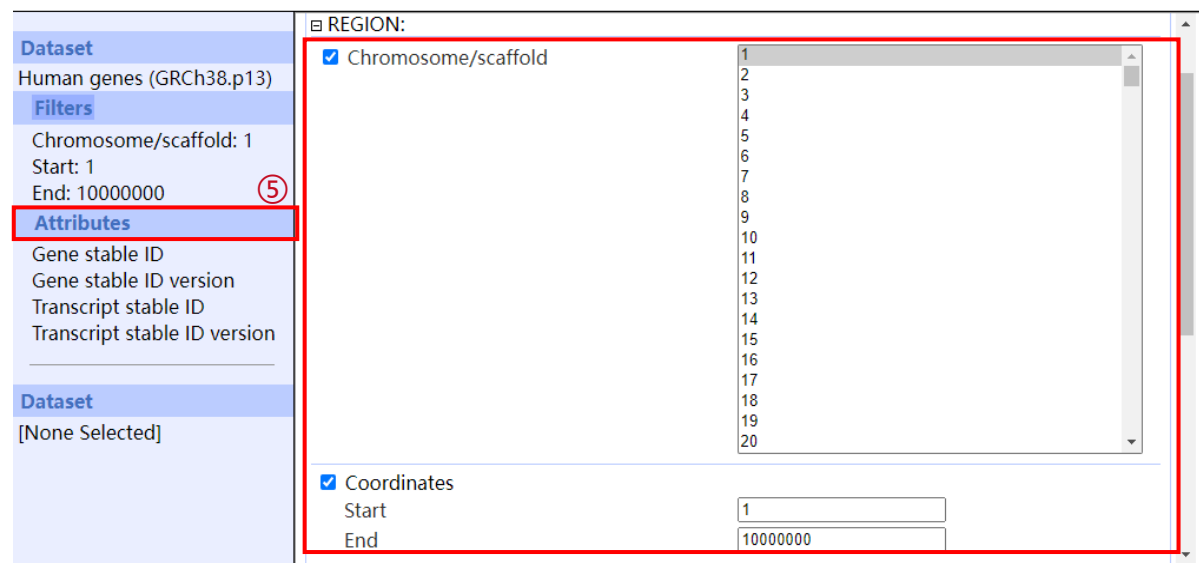 Dataset
Human genes (GRCh38.p13)
Filters
Chromosome/scaffold: 1
Start: 1
End: 10000000
⑤
Attributes
Gene stable ID
Gene stable ID version
Transcript stable ID
Transcript stable ID version
Dataset
[None Selected]
REGION:
Chromosome/scaffold
1
2
3
4
5
6
7
8
9
10
11
12
13
14
15
16
17
18
19
20
Coordinates
Start
1
End
10000000